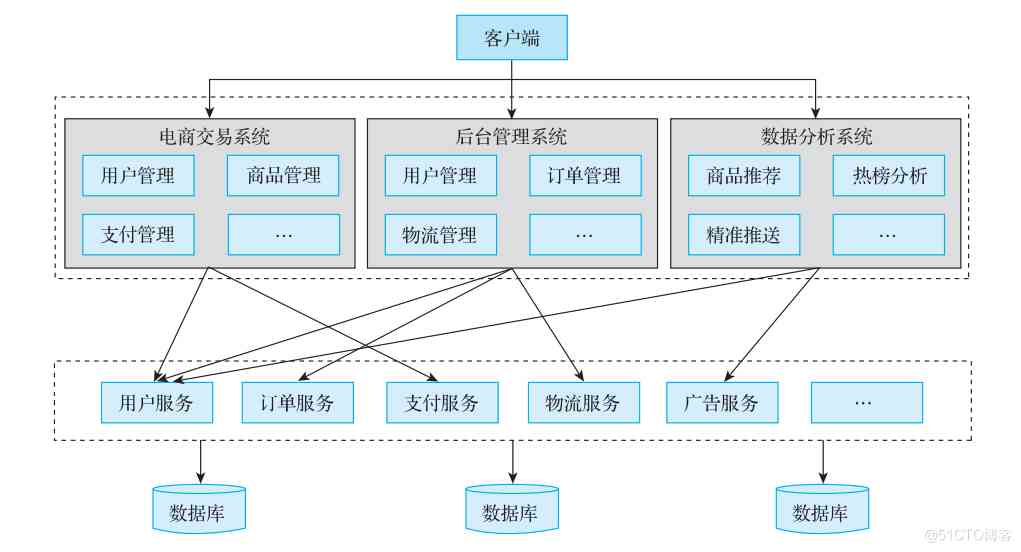 客户端
电商交易系统
用户管理
商品管理
支付管理
…
后台管理系统
用户管理
订单管理
物流管理
…
数据分析系统
商品推荐
热榜分析
精准推送
…
用户服务
订单服务
支付服务
物流服务
广告服务
…
数据库
数据库
数据库
@51CTO博客